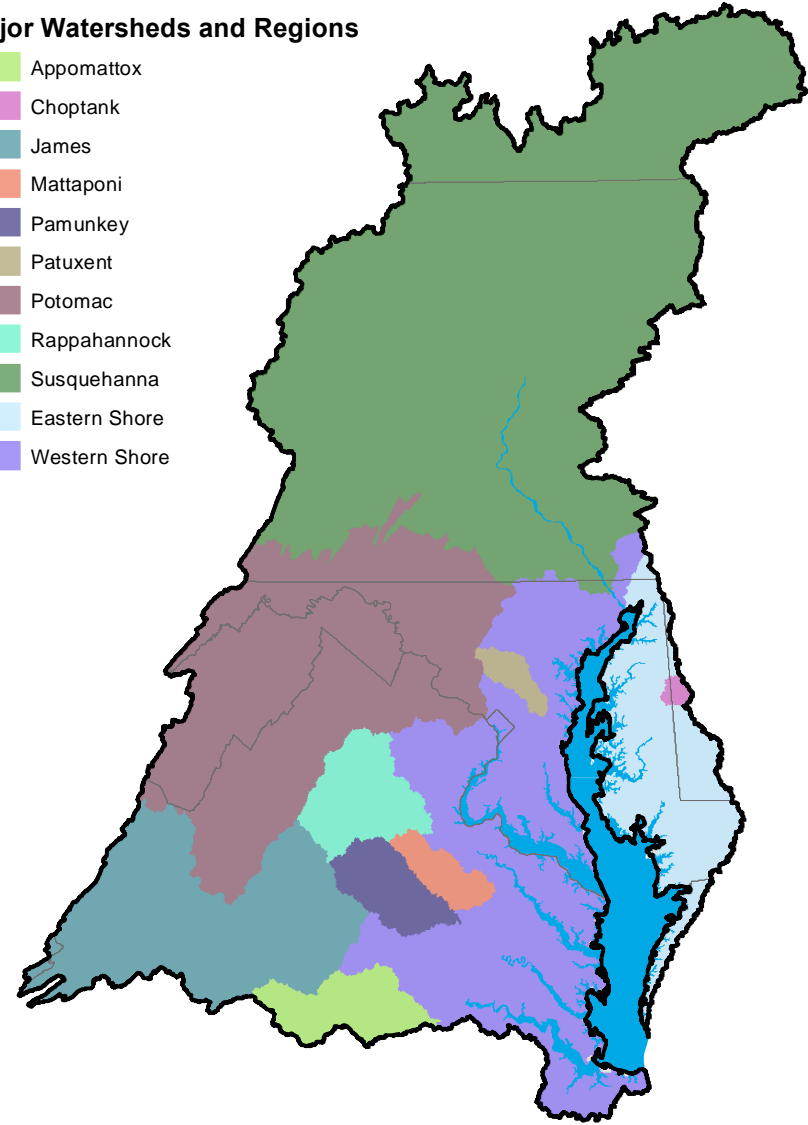 jor Watersheds and Regions
Appomattox
Choptank
James
Mattaponi
Pamunkey
Patuxent
Potomac
Rappahannock
Susquehanna
Eastern Shore
Western Shore